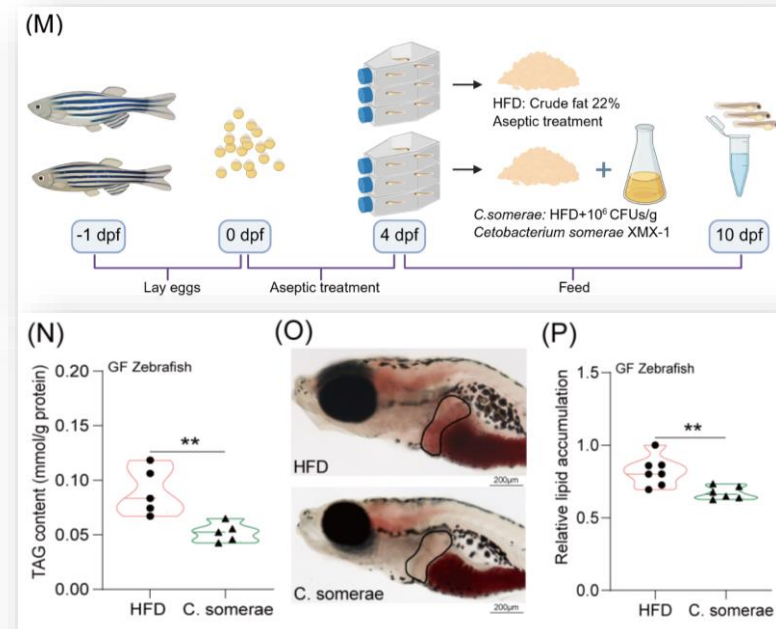 (M)
HFD: Crude fat 22%
Aseptic treatment
C.somerae: HFD+10⁶ CFUs/g
Cetobacterium somerae XMX-1
-1 dpf
0 dpf
4 dpf
10 dpf
Lay eggs
Aseptic treatment
Feed
(N)
GF Zebrafish
TAG content (mmol/g protein)
0.20
0.15
0.10
0.05
0.00
**
HFD
C. somerae
(O)
HFD
200μm
C. somerae
200μm
(P)
GF Zebrafish
Relative lipid accumulation
1.5
1.0
0.5
0.0
**
HFD
C. somerae